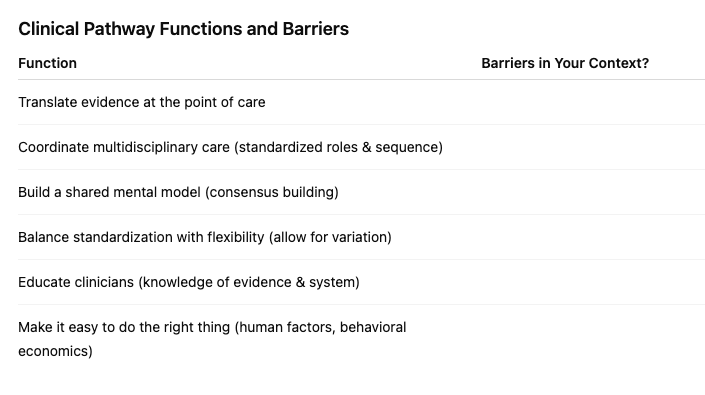 Clinical Pathway Functions and Barriers
Function Barriers in Your Context?
Translate evidence at the point of care
Coordinate multidisciplinary care (standardized roles & sequence)
Build a shared mental model (consensus building)
Balance standardization with flexibility (allow for variation)
Educate clinicians (knowledge of evidence & system)
Make it easy to do the right thing (human factors, behavioral
economics)